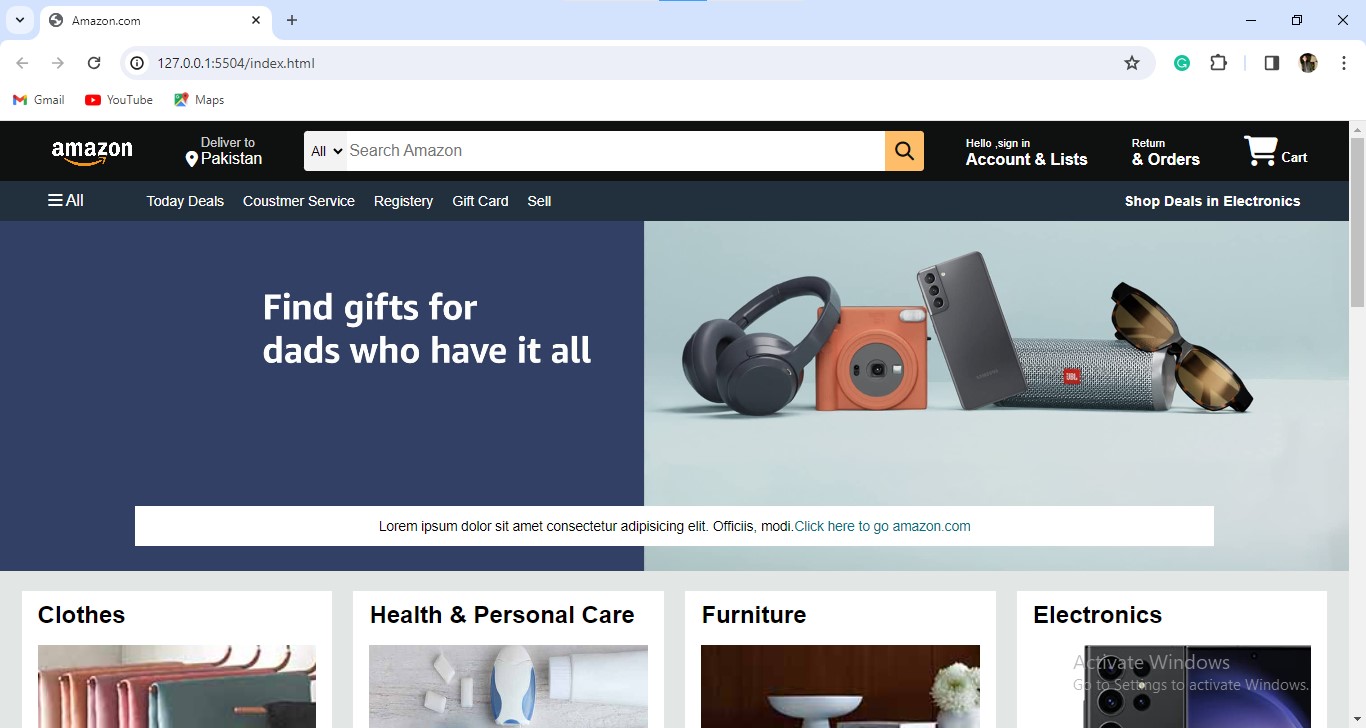 Amazon.com
127.0.0.1:5504/index.html
Gmail YouTube Maps
amazon
Deliver to
Pakistan
All
Search Amazon
Hello ,sign in
Account & Lists
Return
& Orders
Cart
All
Today Deals Coustmer Service Registery Gift Card Sell
Shop Deals in Electronics
Find gifts for
dads who have it all
SAMSUNG
JBL
Lorem ipsum dolor sit amet consectetur adipisicing elit. Officiis, modi.Click here to go amazon.com
Clothes
Health & Personal Care
Furniture
Electronics
Activate Windows
Go to Settings to activate Windows.